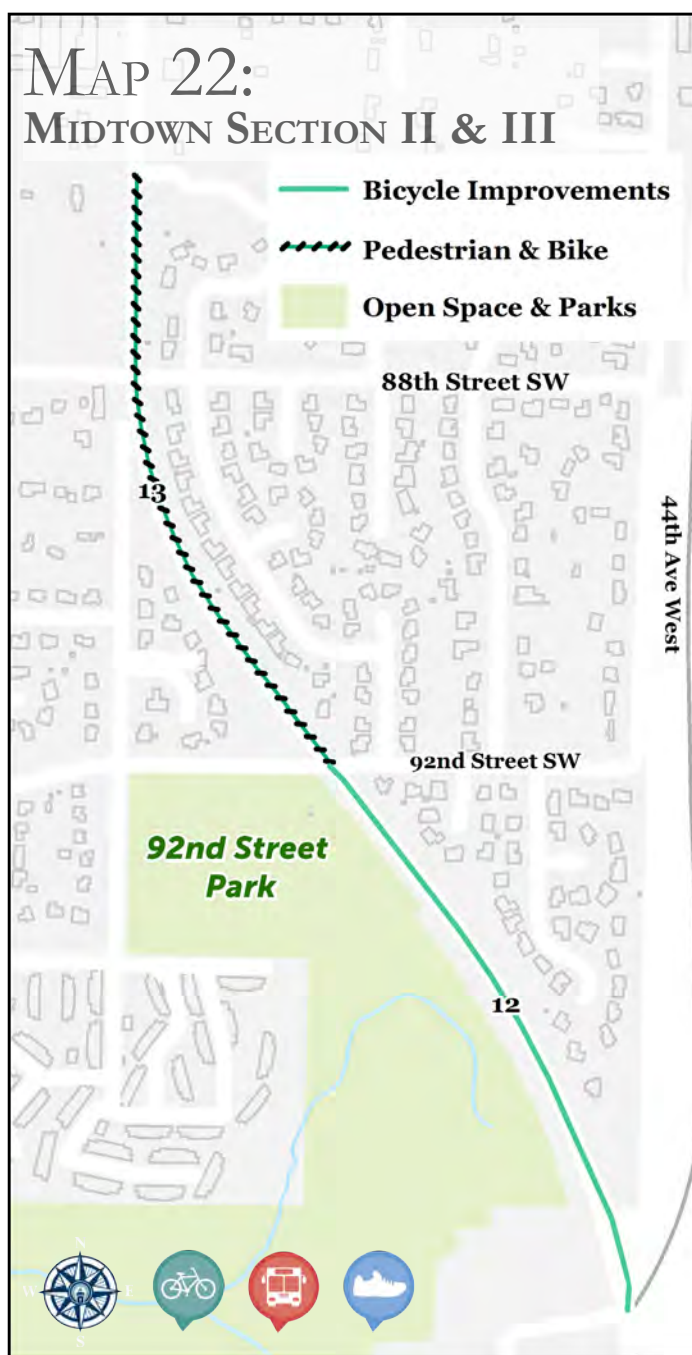 Map 22:
Midtown Section II & III
Bicycle Improvements
Pedestrian & Bike
Open Space & Parks
88th Street SW
13
44th Ave West
92nd Street SW
92nd Street
Park
12
N
W E
S